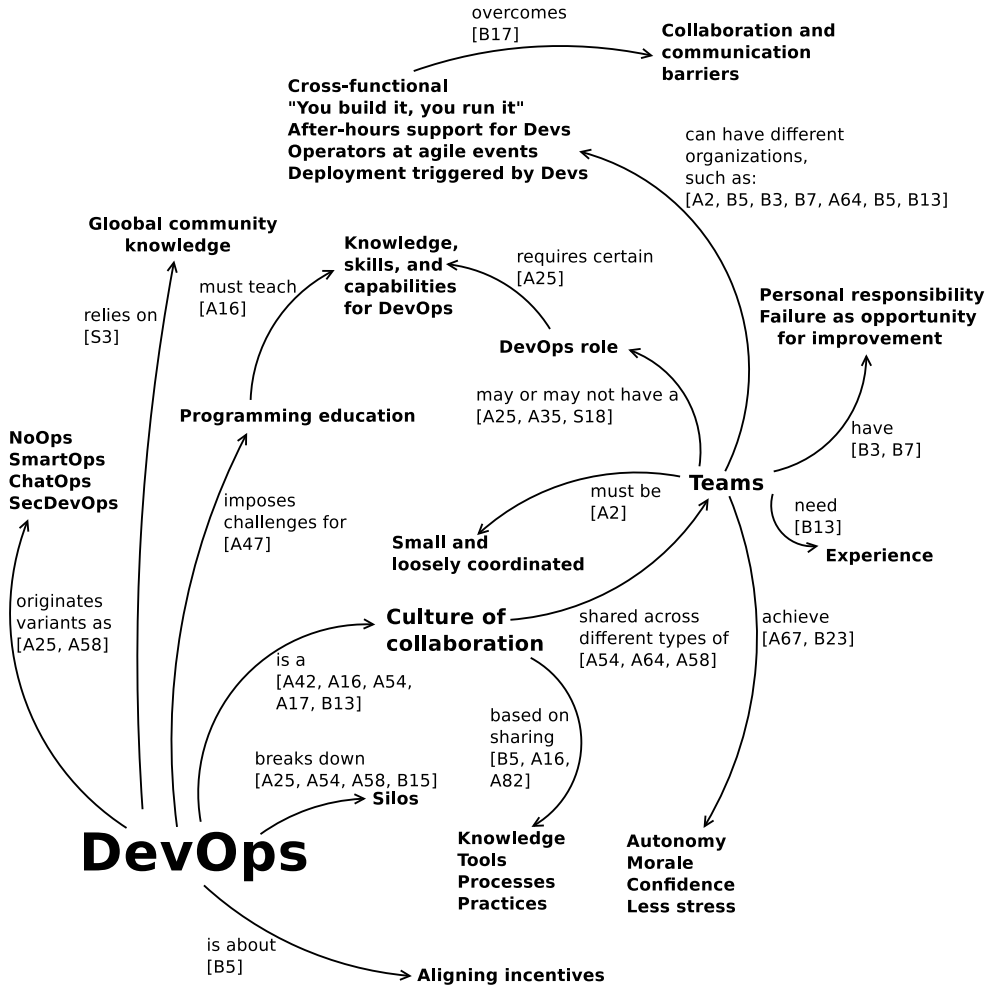 overcomes
[B17]
Collaboration and
communication
barriers
Cross-functional
"You build it, you run it"
After-hours support for Devs
Operators at agile events
Deployment triggered by Devs
can have different
organizations,
such as:
[A2, B5, B3, B7, A64, B5, B13]
Gloobal community
knowledge
Knowledge,
skills, and
capabilities
for DevOps
must teach
[A16]
requires certain
[A25]
relies on
[S3]
Personal responsibility
Failure as opportunity
for improvement
DevOps role
may or may not have a
[A25, A35, S18]
Programming education
have
[B3, B7]
NoOps
SmartOps
ChatOps
SecDevOps
Teams
must be
[A2]
need
[B13]
imposes
challenges for
[A47]
Small and
loosely coordinated
Experience
originates
variants as
[A25, A58]
Culture of
collaboration
shared across
different types of
[A54, A64, A58]
achieve
[A67, B23]
is a
[A42, A16, A54,
A17, B13]
based on
sharing
[B5, A16,
A82]
breaks down
[A25, A54, A58, B15]
Silos
DevOps
Knowledge
Tools
Processes
Practices
Autonomy
Morale
Confidence
Less stress
is about
[B5]
Aligning incentives